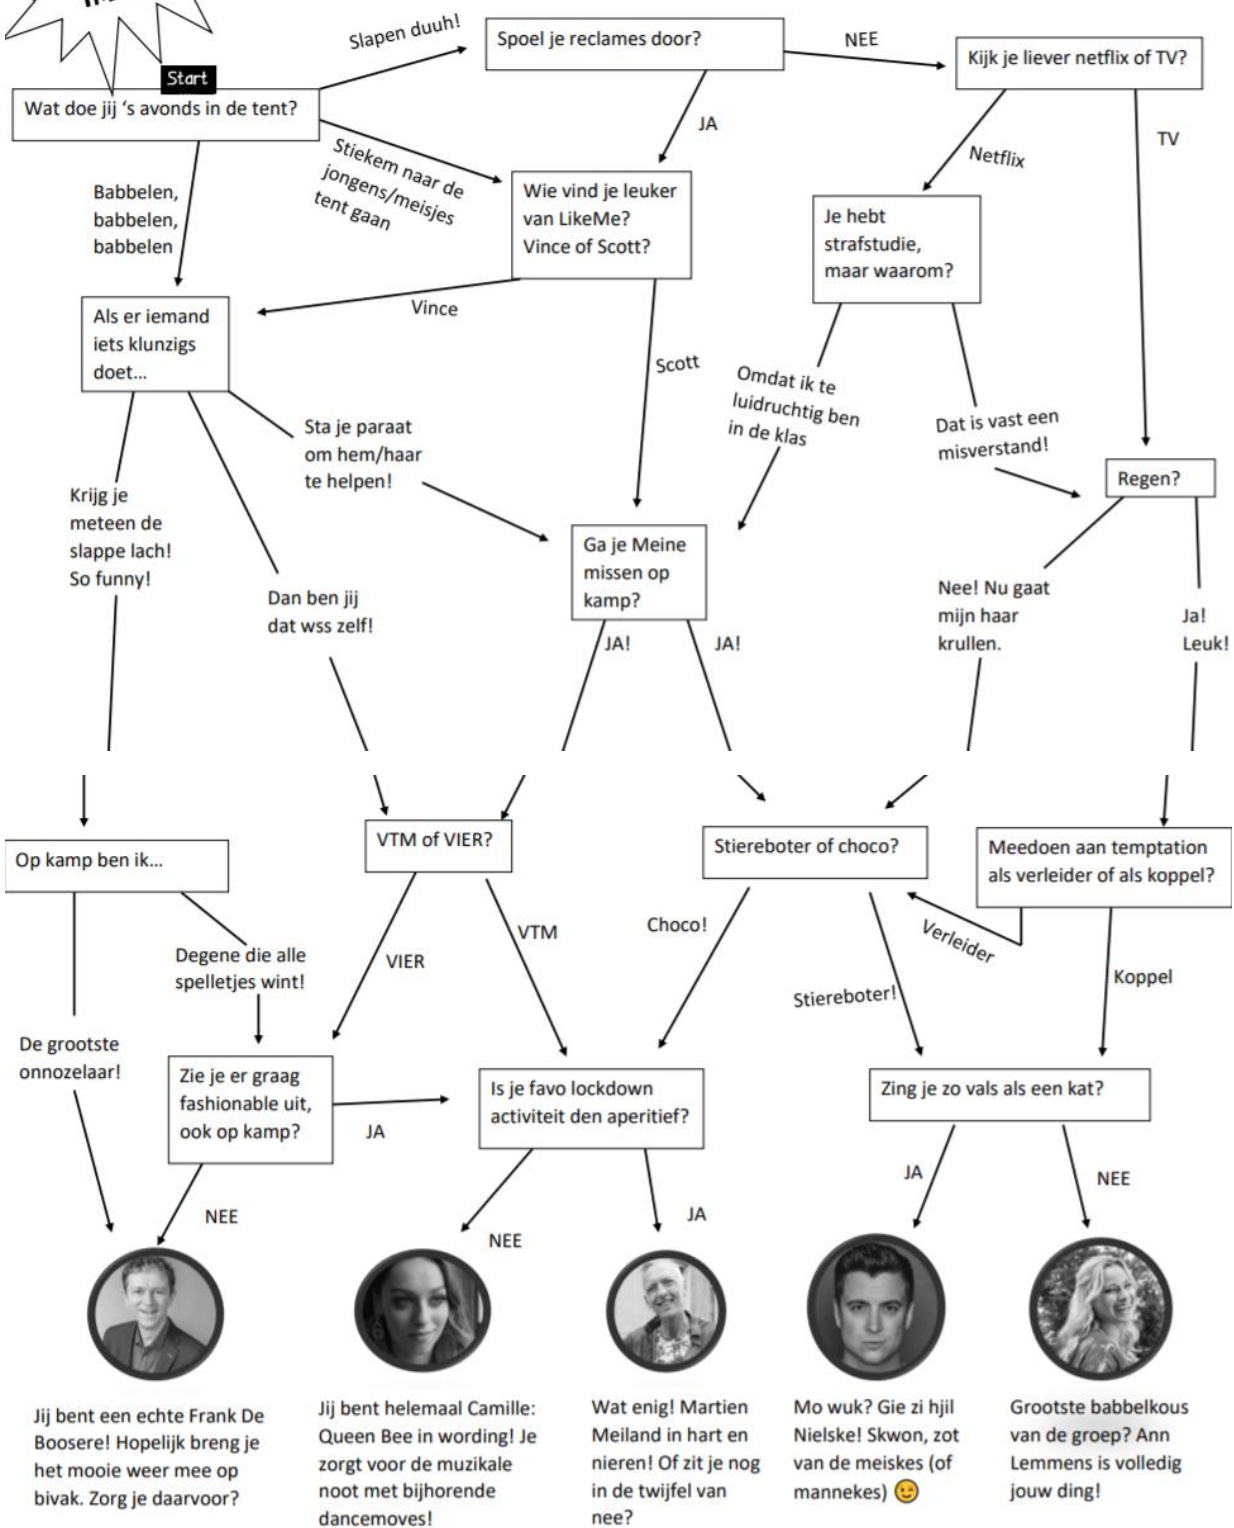 Slapen duuh!
Spoel je reclames door?
NEE
Kijk je liever netflix of TV?
Start
Wat doe jij ‘s avonds in de tent?
JA
TV
Stiekem naar de
jongens/meisjes
tent gaan
Netflix
Babbelen,
babbelen,
babbelen
Wie vind je leuker
van LikeMe?
Vince of Scott?
Je hebt
strafstudie,
maar waarom?
Vince
Als er iemand
iets klunzigs
doet…
Scott
Omdat ik te
luidruchtig ben
in de klas
Dat is vast een
misverstand!
Sta je paraat
om hem/haar
te helpen!
Regen?
Krijg je
meteen de
slappe lach!
So funny!
Ga je Meine
missen op
kamp?
Dan ben jij
dat wss zelf!
Nee! Nu gaat
mijn haar
krullen.
Ja!
Leuk!
JA!
JA!
Op kamp ben ik…
VTM of VIER?
Stiereboter of choco?
Meedoen aan temptation
als verleider of als koppel?
Degene die alle
spelletjes wint!
VIER
VTM
Choco!
Verleider
Stiereboter!
Koppel
De grootste
onnozelaar!
Zie je er graag
fashionable uit,
ook op kamp?
JA
Is je favo lockdown
activiteit den aperitief?
Zing je zo vals als een kat?
NEE
NEE
JA
JA
NEE
Jij bent een echte Frank De
Boosere! Hopelijk breng je
het mooie weer mee op
bivak. Zorg je daarvoor?
Jij bent helemaal Camille:
Queen Bee in wording! Je
zorgt voor de muzikale
noot met bijhorende
dancemoves!
Wat enig! Martien
Meiland in hart en
nieren! Of zit je nog
in de twijfel van
nee?
Mo wuk? Gie zi hjil
Nielske! Skwon, zot
van de meiskes (of
mannekes) 😉
Grootste babbelkous
van de groep? Ann
Lemmens is volledig
jouw ding!